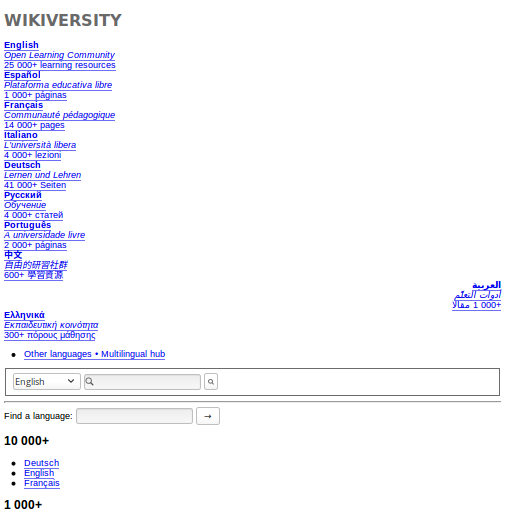 WIKIVERSITY
English
Open Learning Community
25 000+ learning resources
Español
Plataforma educativa libre
1 000+ páginas
Français
Communauté pédagogique
14 000+ pages
Italiano
L'università libera
4 000+ lezioni
Deutsch
Lernen und Lehren
41 000+ Seiten
Русский
Обучение
4 000+ статей
Português
A universidade livre
2 000+ páginas
中文
自由的研習社群
600+ 學習資源
العربية
أدوات التعلّم
1 000+ مقالا
Ελληνικά
Εκπαιδευτική κοινότητα
300+ πόρους μάθησης
Other languages • Multilingual hub
English
Find a language: →
10 000+
Deutsch
English
Français
1 000+